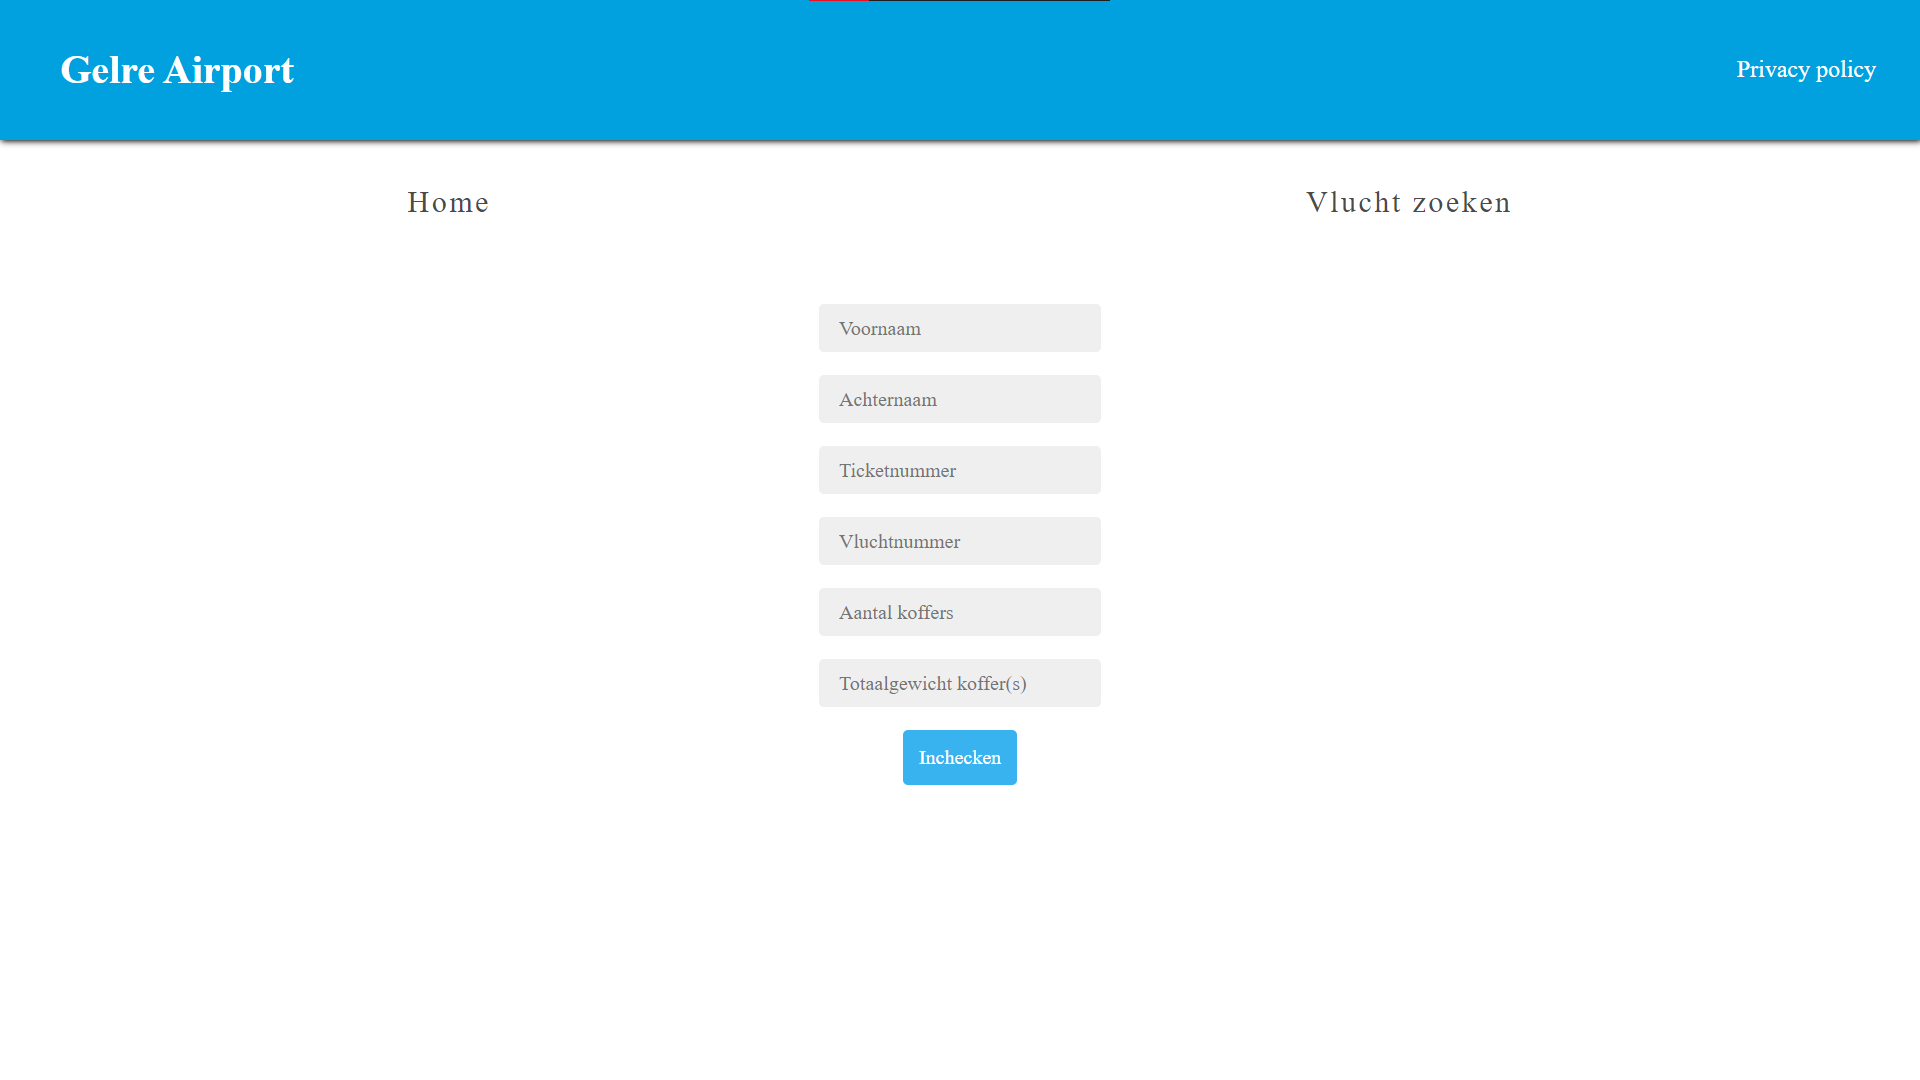 Gelre Airport
Privacy policy
Home
Vlucht zoeken
Voornaam
Achternaam
Ticketnummer
Vluchtnummer
Aantal koffers
Totaalgewicht koffer(s)
Inchecken